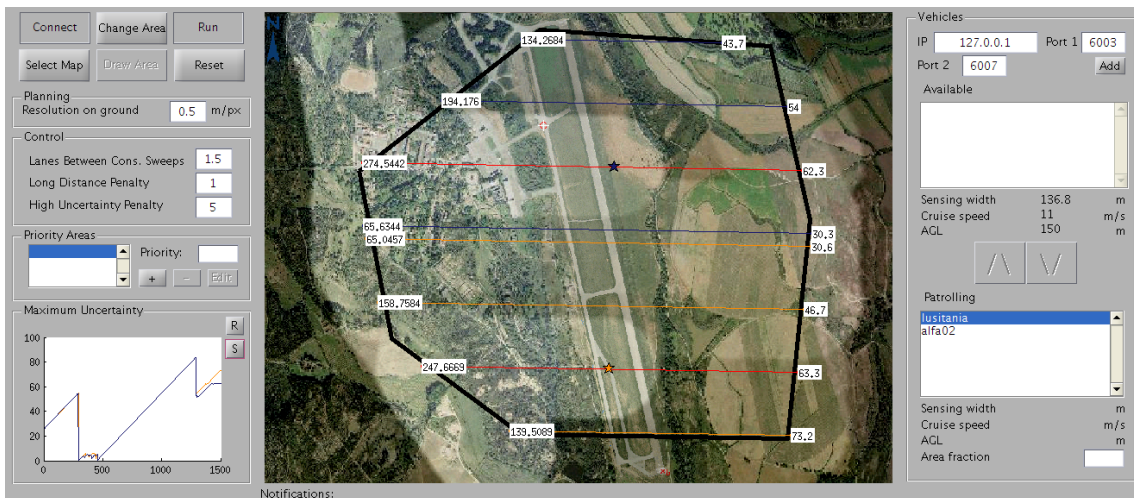 Connect Change Area Run
Select Map Draw Area Reset
Planning
Resolution on ground 0.5 m/px
Control
Lanes Between Cons. Sweeps 1.5
Long Distance Penalty 1
High Uncertainty Penalty 5
Priority Areas
Priority:
+ − Edit
Maximum Uncertainty
R
S
100
80
60
40
20
0
0 500 1000 1500
N
134.2684 43.7
194.176 54
274.5442 62.3
65.6344 30.3
65.0457 30.6
158.7584 46.7
247.6669 63.3
139.5089 73.2
Notifications:
Vehicles
IP 127.0.0.1 Port 1 6003
Port 2 6007 Add
Available
Sensing width 136.8 m
Cruise speed 11 m/s
AGL 150 m
/\ \/
Patrolling
lusitania
alfa02
Sensing width m
Cruise speed m/s
AGL m
Area fraction